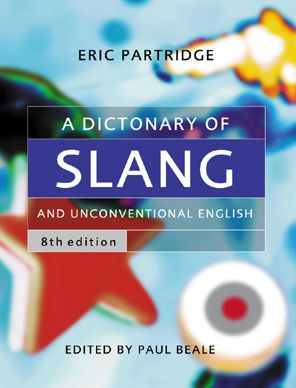 ERIC PARTRIDGE
A DICTONARY OF
SLANG
AND UNCONVENTIONAL ENGLISH
8th edition
EDITED BY PAUL BEALE